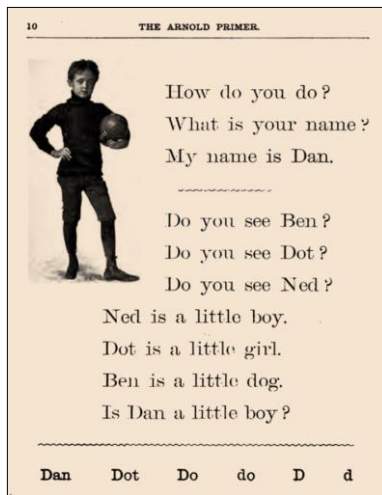 10 THE ARNOLD PRIMER.
How do you do?
What is your name?
My name is Dan.
Do you see Ben?
Do you see Dot?
Do you see Ned?
Ned is a little boy.
Dot is a little girl.
Ben is a little dog.
Is Dan a little boy?
Dan Dot Do do D d